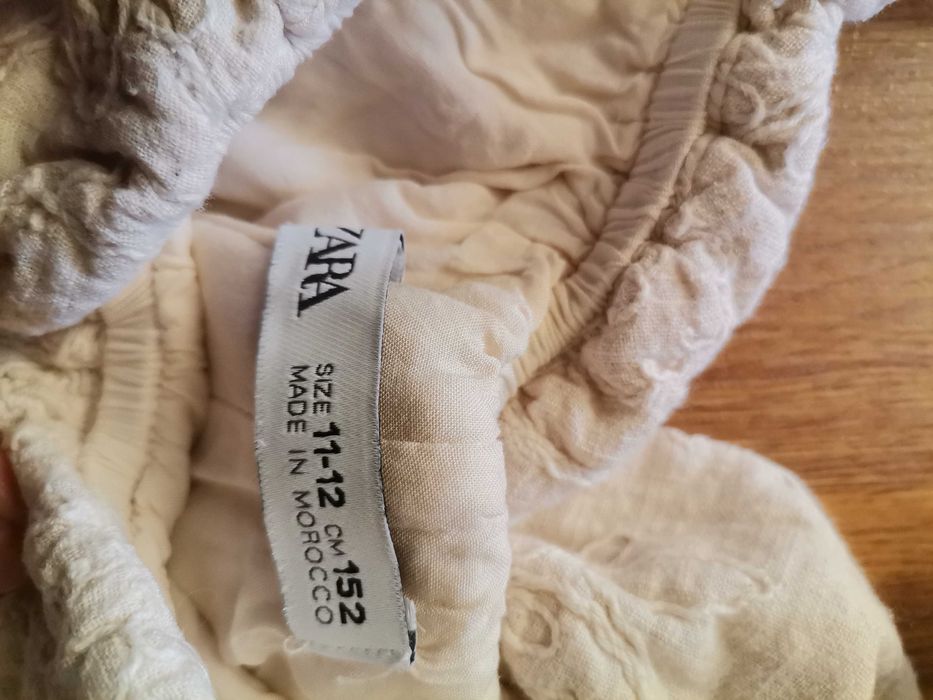 ZARA
SIZE 11-12 CM 152
MADE IN MOROCCO